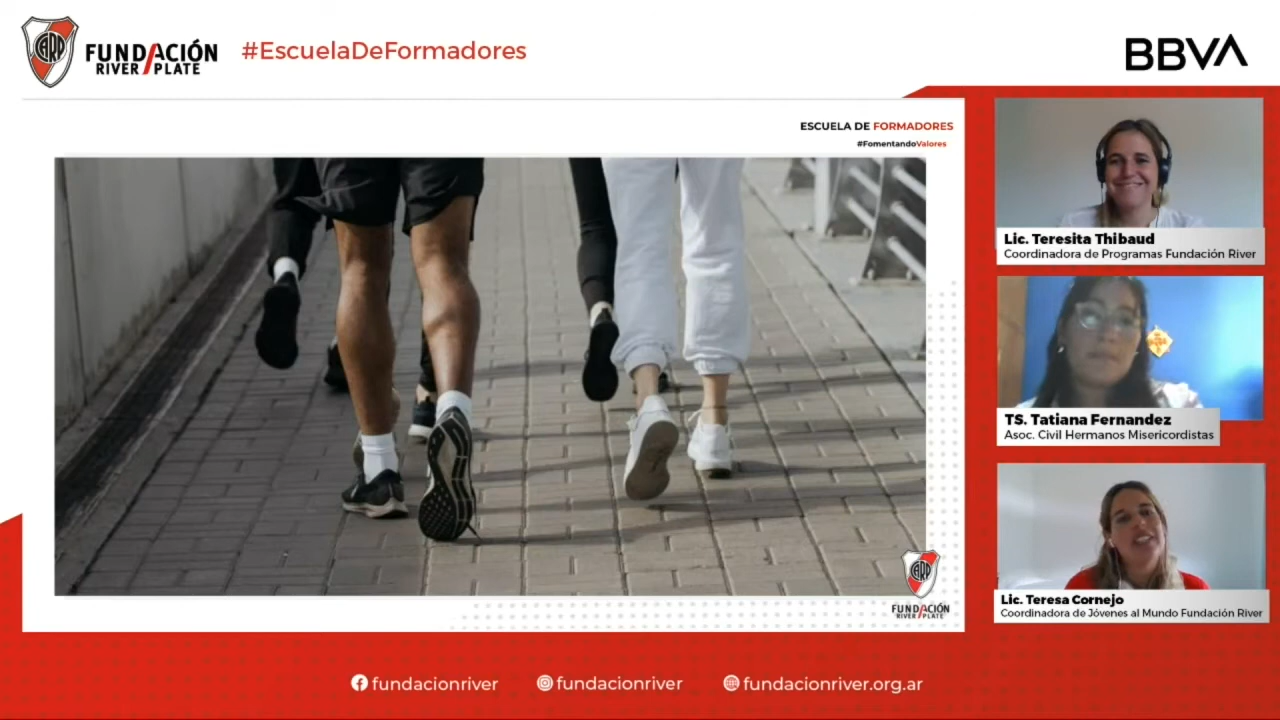 CARP
FUNDACIÓN
RIVER PLATE
#EscuelaDeFormadores
BBVA
ESCUELA DE FORMADORES
#FomentandoValores
CARP
FUNDACIÓN
RIVER PLATE
Lic. Teresita Thibaud
Coordinadora de Programas Fundación River
TS. Tatiana Fernandez
Asoc. Civil Hermanos Misericordistas
Lic. Teresa Cornejo
Coordinadora de Jóvenes al Mundo Fundación River
fundacionriver
fundacionriver
fundacionriver.org.ar